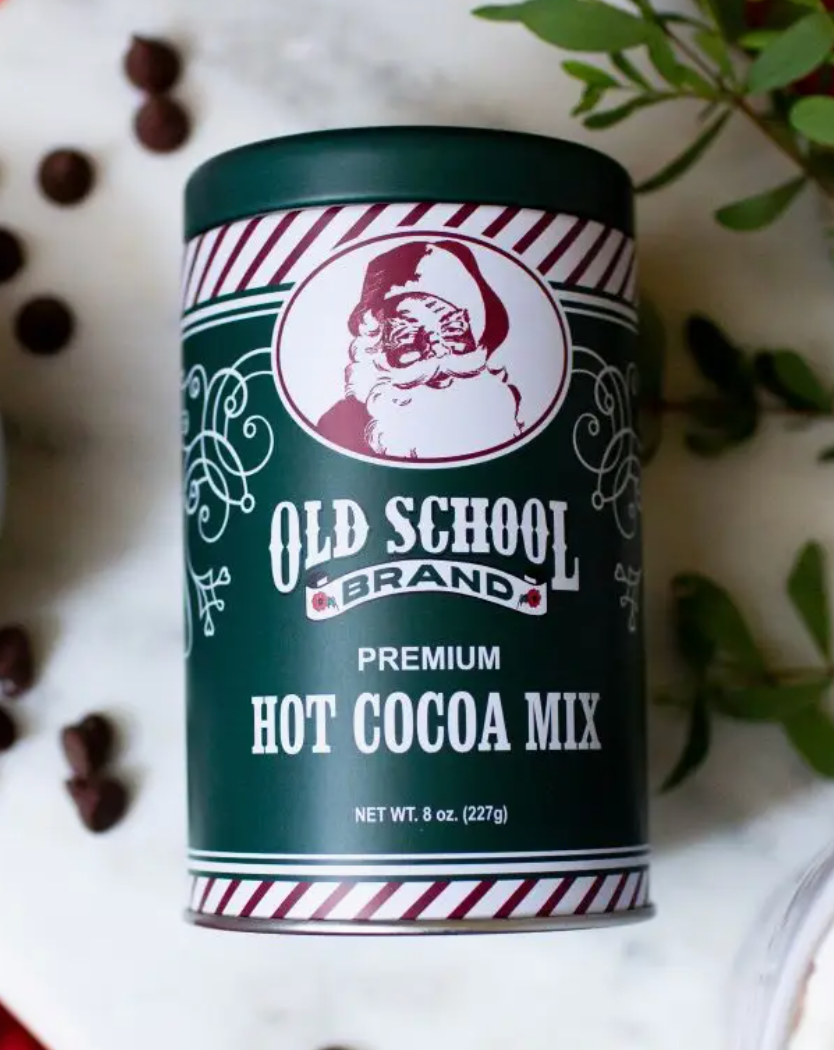 OLD SCHOOL
BRAND
PREMIUM
HOT COCOA MIX
NET WT. 8 oz. (227g)